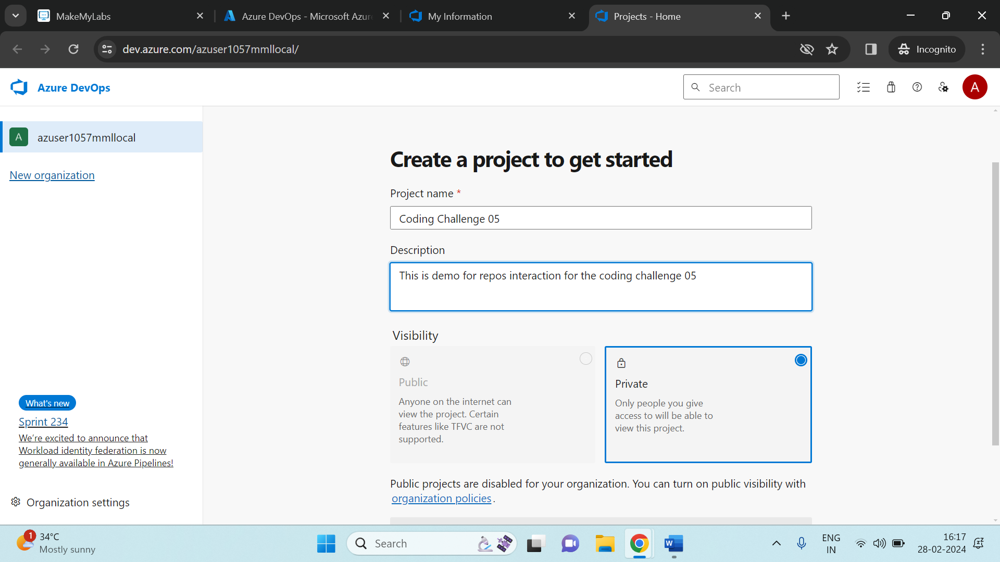 MakeMyLabs
Azure DevOps - Microsoft Azur
My Information
Projects - Home
dev.azure.com/azuser1057mmllocal/
Incognito
Azure DevOps
Search
A
A azuser1057mmllocal
New organization
Create a project to get started
Project name *
Coding Challenge 05
Description
This is demo for repos interaction for the coding challenge 05
Visibility
Public
Anyone on the internet can
view the project. Certain
features like TFVC are not
supported.
Private
Only people you give
access to will be able to
view this project.
Public projects are disabled for your organization. You can turn on public visibility with
organization policies.
What's new
Sprint 234
We're excited to announce that
Workload identity federation is now
generally available in Azure Pipelines!
Organization settings
1
34°C
Mostly sunny
Search
W
ENG
IN
16:17
28-02-2024